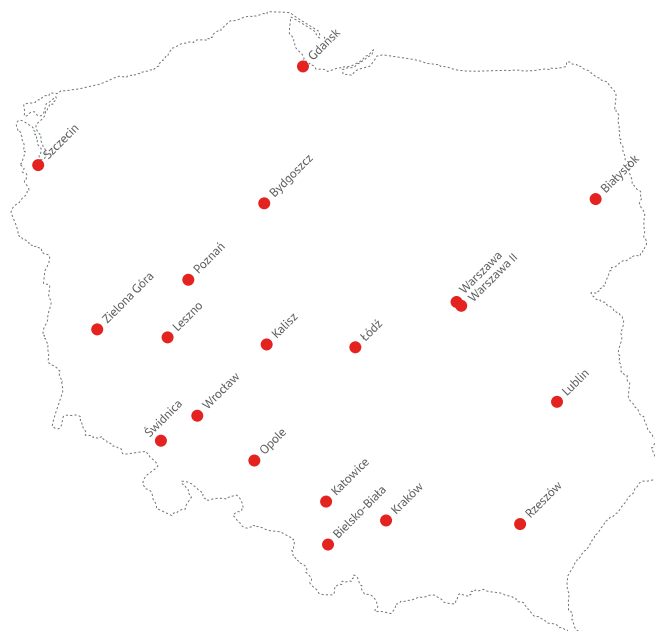 Gdańsk
Szczecin
Bydgoszcz
Białystok
Poznań
Warszawa
Warszawa II
Zielona Góra
Leszno
Kalisz
Łódź
Lublin
Wrocław
Świdnica
Opole
Katowice
Bielsko-Biała
Kraków
Rzeszów